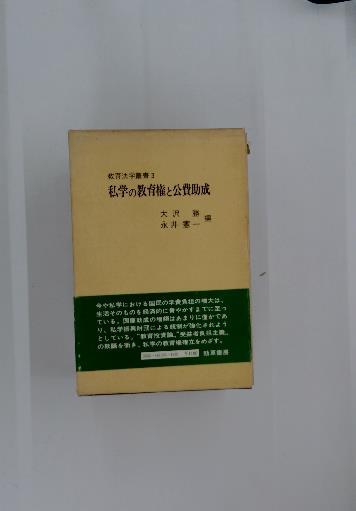 教育法学叢書3
私学の教育権と公費助成
大沢 勝
永井憲一
編
今や私学における国民の学費負担の増大は、
生活そのものを経済的に脅やかすまでに至っ
ている。国庫助成の増額はあまりに僅かであ
り、私学振興財団による統制が強化されよう
としている。"教育投資論"、"受益者負担主義"
の欺瞞を衝き、私学の教育権確立をめざす。
勁草書房